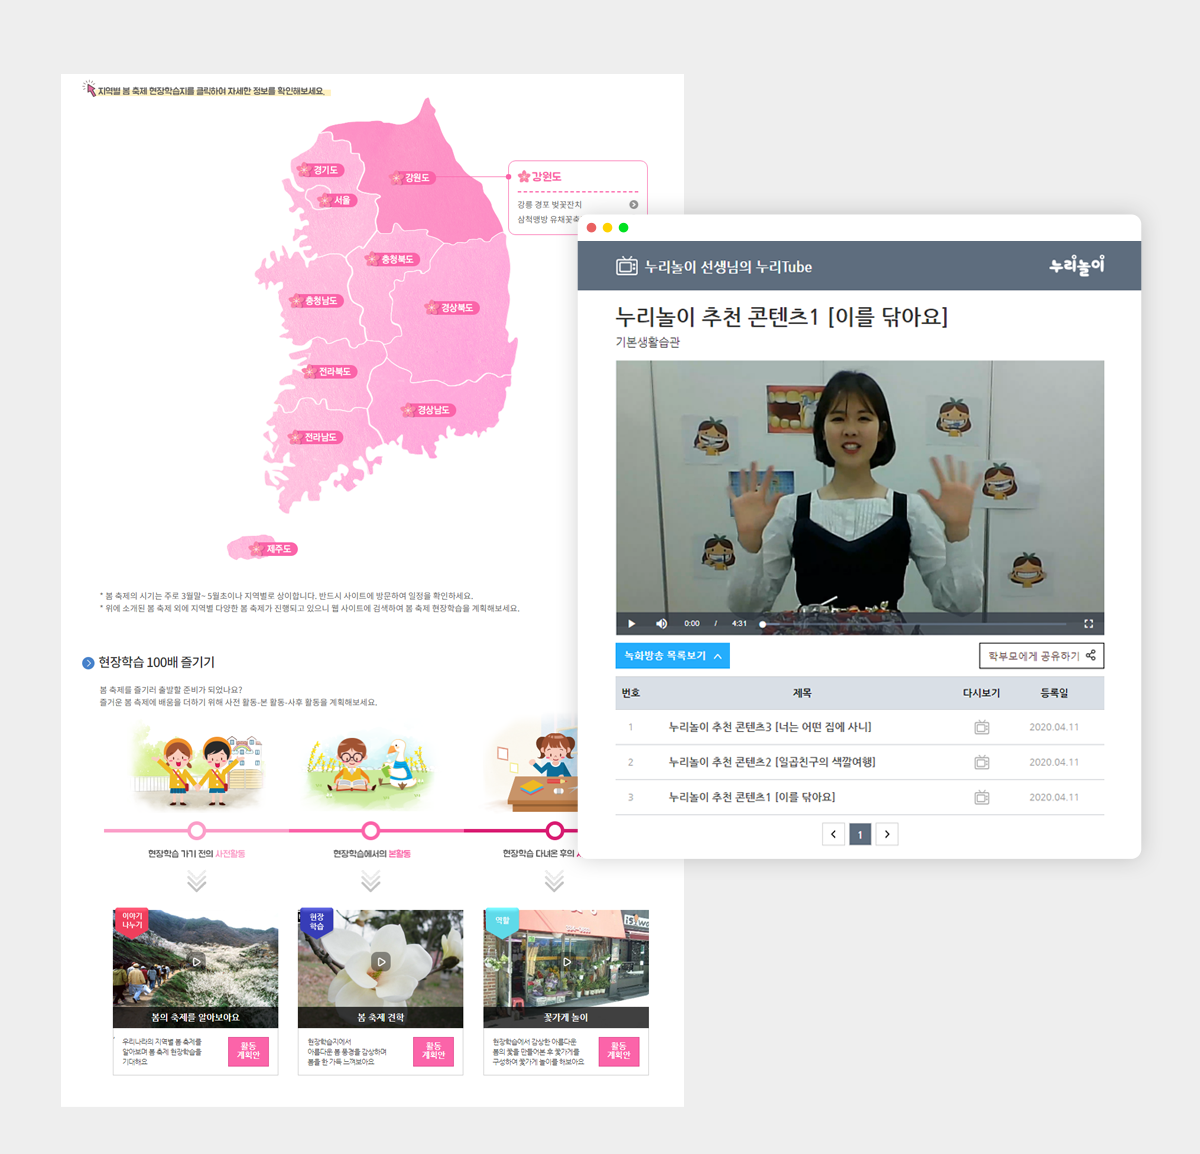 지역별 봄 축제 현장학습지를 클릭하여 자세한 정보를 확인해보세요.
경기도
강원도
서울
충청북도
충청남도
경상북도
전라북도
경상남도
전라남도
제주도
강원도
강릉 경포 벚꽃잔치
삼척맹방 유채꽃축
* 봄 축제의 시기는 주로 3월말~ 5월초이나 지역별로 상이합니다. 반드시 사이트에 방문하여 일정을 확인하세요.
* 위에 소개된 봄 축제 외에 지역별 다양한 봄 축제가 진행되고 있으니 웹 사이트에 검색하여 봄 축제 현장학습을 계획해보세요.
현장학습 100배 즐기기
봄 축제를 즐기러 출발할 준비가 되었나요?
즐거운 봄 축제에 배움을 더하기 위해 사전 활동-본 활동-사후 활동을 계획해보세요.
현장학습 가기 전의 사전활동
현장학습에서의 본활동
현장학습 다녀온 후의
이야기
나누기
봄의 축제를 알아보아요
우리나라의 지역별 봄 축제를
알아보며 봄 축제 현장학습을
기대해요
활동
계획안
현장
학습
봄 축제 견학
현장학습지에서
아름다운 봄 풍경을 감상하며
봄을 한 가득 느껴보아요
활동
계획안
역할
꽃가게 놀이
현장학습에서 감상한 아름다운
봄의 꽃을 만들어본 후 꽃가게를
구성하여 꽃가게 놀이를 해보아요
활동
계획안
누리놀이 선생님의 누리Tube
누리놀이
누리놀이 추천 콘텐츠1 [이를 닦아요]
기본생활습관
0:00 / 4:31
녹화방송 목록보기
학부모에게 공유하기
번호 제목 다시보기 등록일
1 누리놀이 추천 콘텐츠3 [너는 어떤 집에 사니] 2020.04.11
2 누리놀이 추천 콘텐츠2 [일곱친구의 색깔여행] 2020.04.11
3 누리놀이 추천 콘텐츠1 [이를 닦아요] 2020.04.11
1